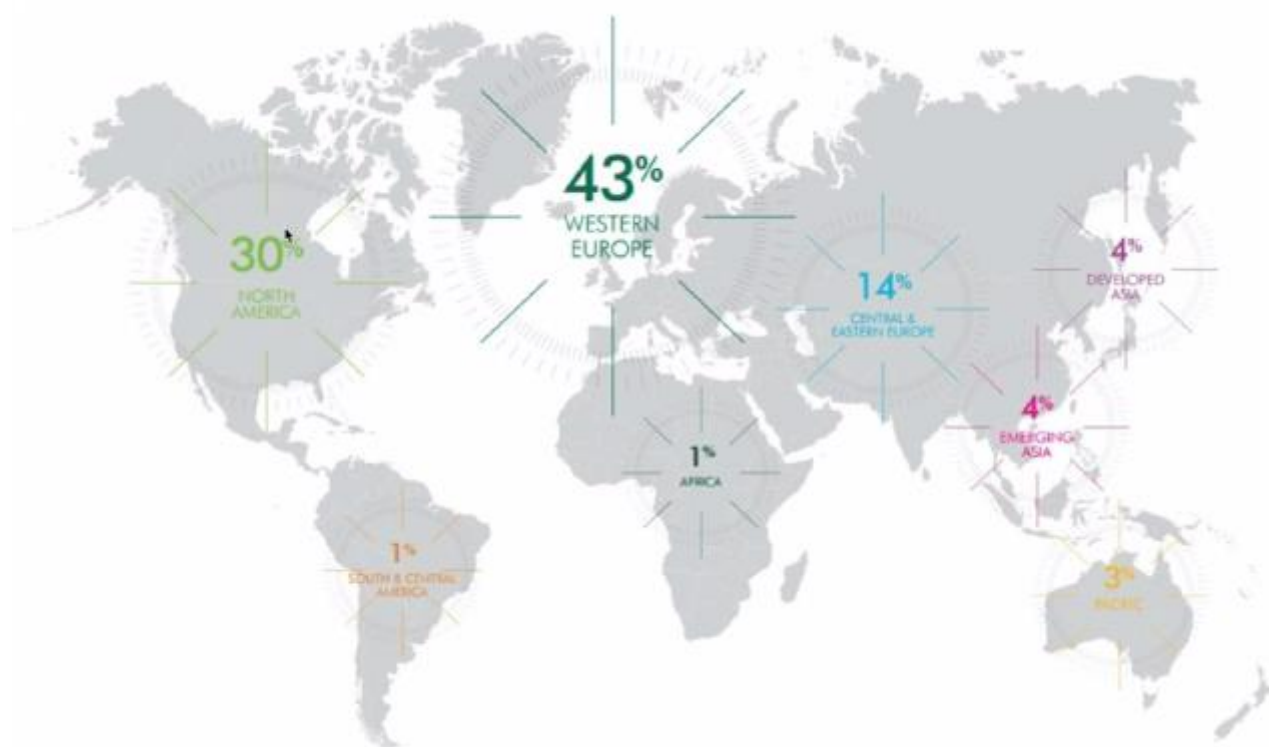 43%
WESTERN
EUROPE
30%
NORTH
AMERICA
4%
DEVELOPED
ASIA
14%
CENTRAL &
EASTERN EUROPE
4%
EMERGING
ASIA
1%
AFRICA
1%
SOUTH & CENTRAL
AMERICA
3%
PACIFIC